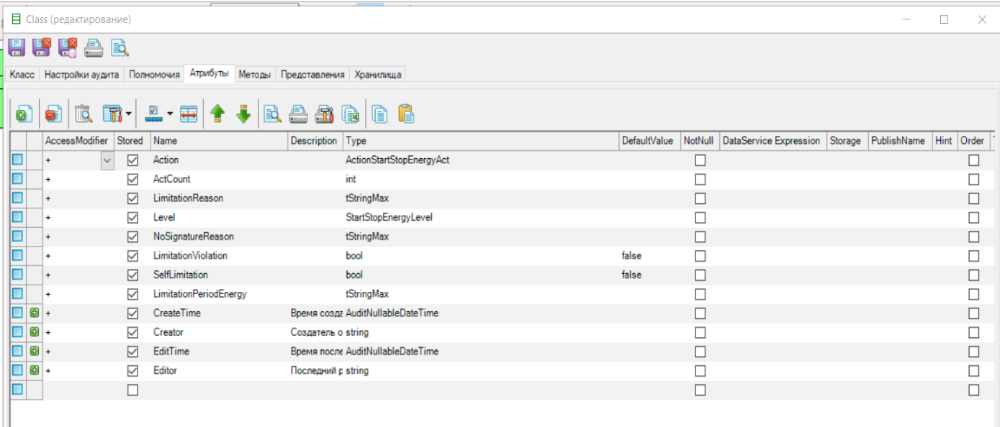 Class (редактирование)
Класс Настройки аудита Полномочия Атрибуты Методы Представления Хранилища
AccessModifier Stored Name Description Type DefaultValue NotNull DataService Expression Storage PublishName Hint Order
+ Action ActionStartStopEnergyAct
+ ActCount int
+ LimitationReason tStringMax
+ Level StartStopEnergyLevel
+ NoSignatureReason tStringMax
+ LimitationViolation bool false
+ SelfLimitation bool false
+ LimitationPeriodEnergy tStringMax
+ CreateTime Время созда AuditNullableDateTime
+ Creator Создатель о string
+ EditTime Время после AuditNullableDateTime
+ Editor Последний р string